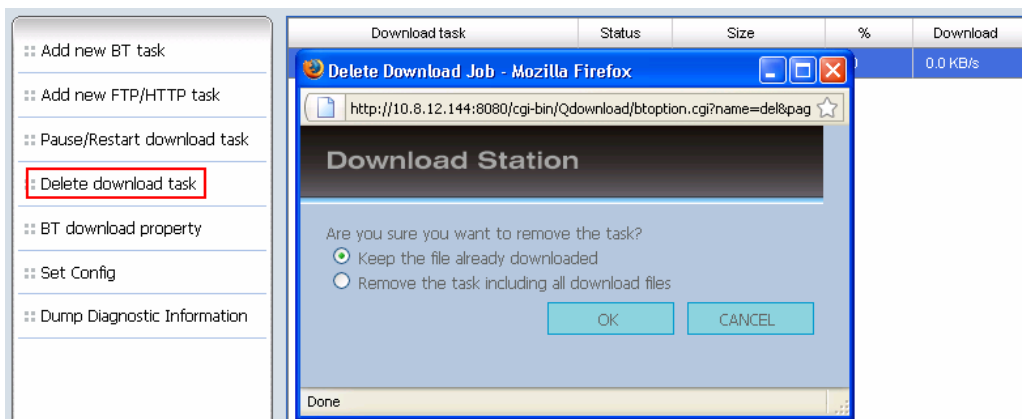 Add new BT task
Add new FTP/HTTP task
Pause/Restart download task
Delete download task
BT download property
Set Config
Dump Diagnostic Information
Download task Status Size % Download
0.0 KB/s
Delete Download Job - Mozilla Firefox
http://10.8.12.144:8080/cgi-bin/Qdownload/btoption.cgi?name=del&pag
Download Station
Are you sure you want to remove the task?
Keep the file already downloaded
Remove the task including all download files
OK CANCEL
Done